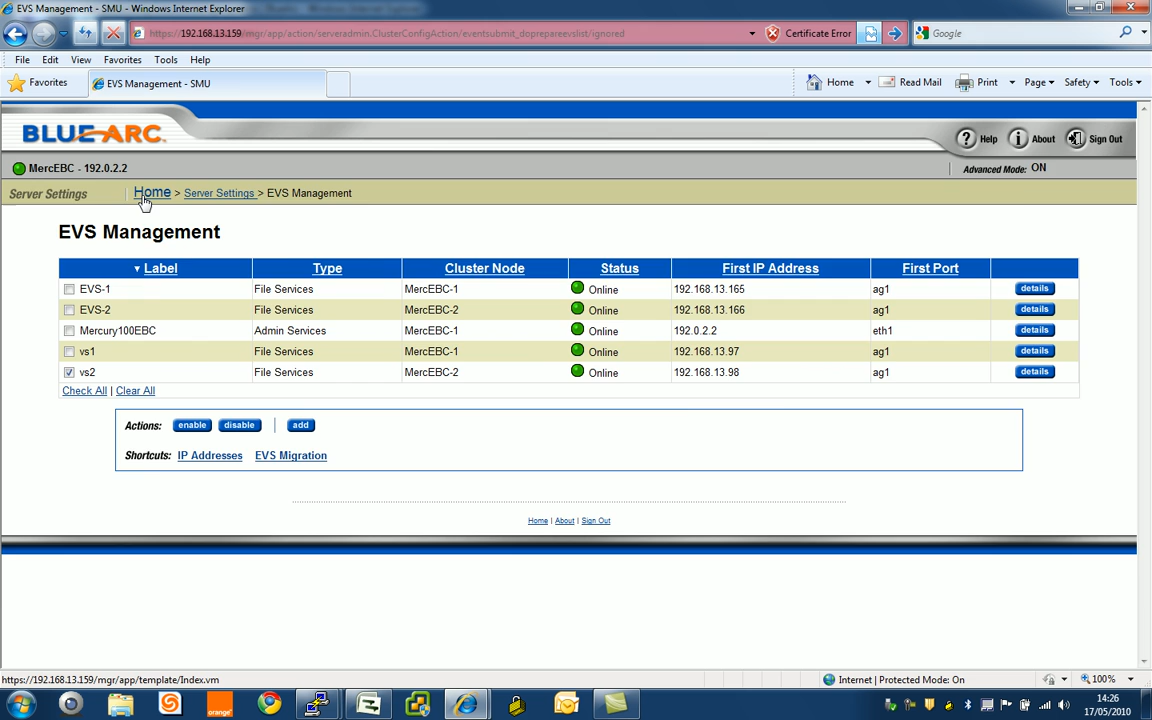 EVS Management - SMU - Windows Internet Explorer
https://192.168.13.159/mgr/app/action/serveradmin.ClusterConfigAction/eventsubmit_doprepareevslist/ignored
Certificate Error
Google
File Edit View Favorites Tools Help
Favorites
EVS Management - SMU
Home
Read Mail
Print
Page
Safety
Tools
BLUEARC
Help
About
Sign Out
MercEBC - 192.0.2.2
Advanced Mode: ON
Server Settings
Home > Server Settings > EVS Management
EVS Management
Label Type Cluster Node Status First IP Address First Port
EVS-1 File Services MercEBC-1 Online 192.168.13.165 ag1 details
EVS-2 File Services MercEBC-2 Online 192.168.13.166 ag1 details
Mercury100EBC Admin Services MercEBC-1 Online 192.0.2.2 eth1 details
vs1 File Services MercEBC-1 Online 192.168.13.97 ag1 details
vs2 File Services MercEBC-2 Online 192.168.13.98 ag1 details
Check All | Clear All
Actions: enable disable | add
Shortcuts: IP Addresses EVS Migration
Home | About | Sign Out
https://192.168.13.159/mgr/app/template/Index.vm
Internet | Protected Mode: On
100%
orange
14:26
17/05/2010